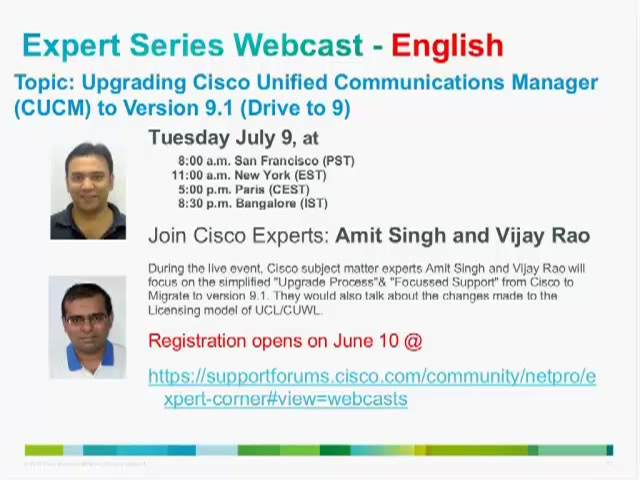 Expert Series Webcast - English
Topic: Upgrading Cisco Unified Communications Manager
(CUCM) to Version 9.1 (Drive to 9)
Tuesday July 9, at
8:00 a.m. San Francisco (PST)
11:00 a.m. New York (EST)
5:00 p.m. Paris (CEST)
8:30 p.m. Bangalore (IST)
Join Cisco Experts: Amit Singh and Vijay Rao
During the live event, Cisco subject matter experts Amit Singh and Vijay Rao will
focus on the simplified "Upgrade Process"& "Focussed Support" from Cisco to
Migrate to version 9.1. They would also talk about the changes made to the
Licensing model of UCL/CUWL.
Registration opens on June 10 @
https://supportforums.cisco.com/community/netpro/e
xpert-corner#view=webcasts